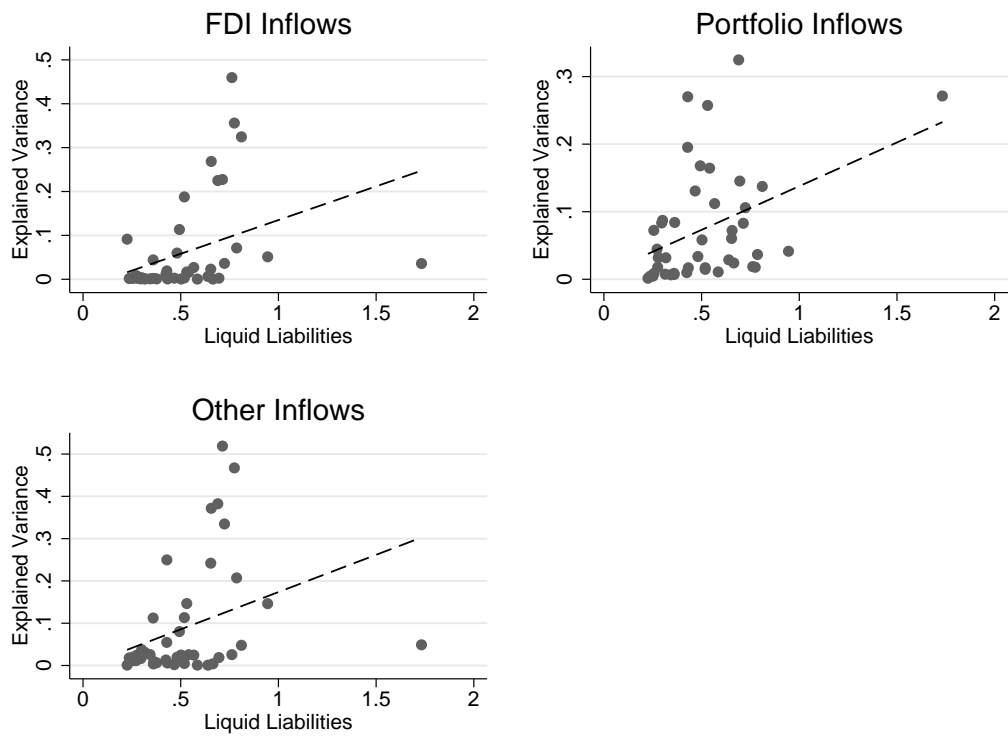 FDI Inflows
.5
.4
.3
.2
.1
0
Explained Variance
0 .5 1 1.5 2
Liquid Liabilities
Portfolio Inflows
.3
.2
.1
0
Explained Variance
0 .5 1 1.5 2
Liquid Liabilities
Other Inflows
.5
.4
.3
.2
.1
0
Explained Variance
0 .5 1 1.5 2
Liquid Liabilities